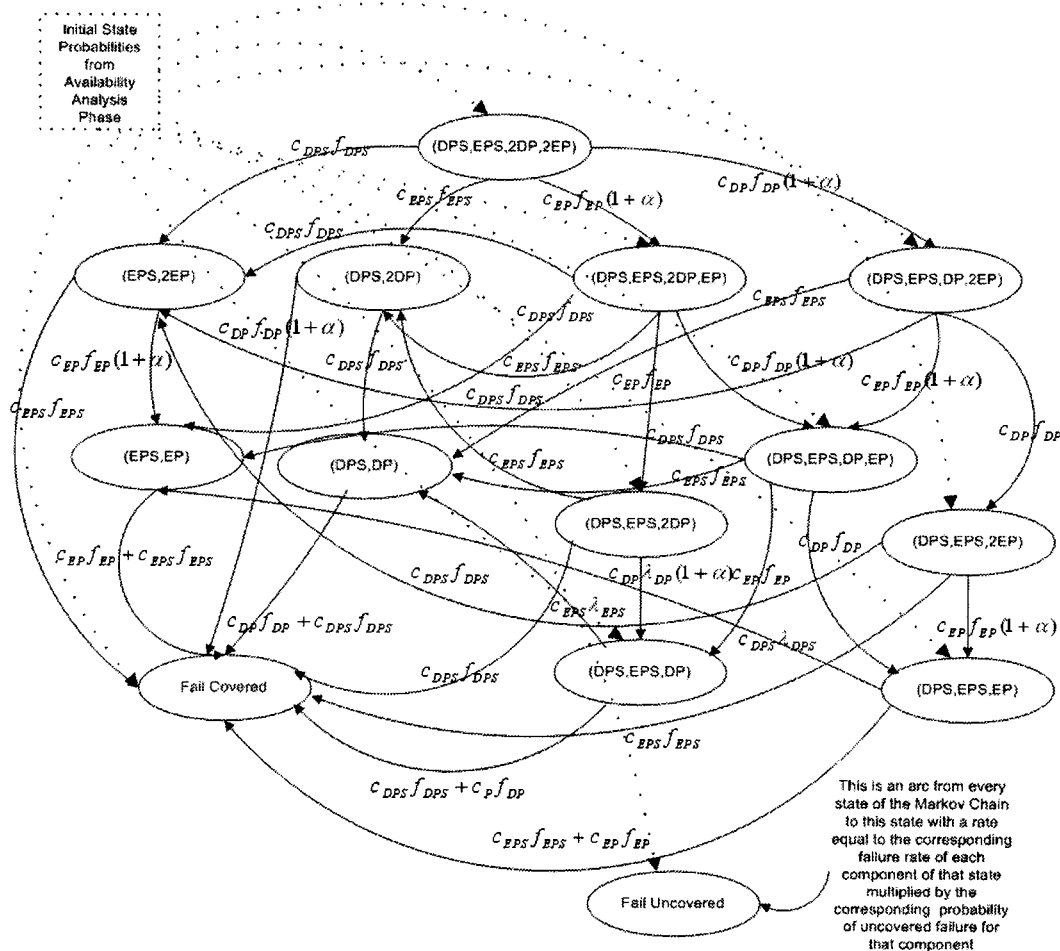 Initial State
Probabilities
from
Availability
Analysis
Phase
(DPS,EPS,2DP,2EP)
c_DPS f_DPS
c_EPS f_EPS
c_EP f_EP (1+α)
c_DP f_DP (1+α)
c_DPS f_DPS
(EPS,2EP)
(DPS,2DP)
(DPS,EPS,2DP,EP)
(DPS,EPS,DP,2EP)
c_EPS f_EPS
c_DPS f_DPS
c_DP f_DP (1+α)
c_EP f_EP (1+α)
c_DPS f_DPS
c_EPS f_EPS
c_EP f_EP
c_DP f_DP (1+α)
c_EP f_EP (1+α)
c_DPS f_DPS
c_EPS f_EPS
c_DPS f_DPS
c_DP f_DP
(EPS,EP)
(DPS,DP)
c_EPS f_EPS
c_EPS f_EPS
(DPS,EPS,DP,EP)
(DPS,EPS,2DP)
(DPS,EPS,2EP)
c_DP f_DP
c_EP f_EP + c_EPS f_EPS
c_DPS f_DPS
c_DP λ_DP (1+α)
c_EP f_EP
c_EPS λ_EPS
c_DP f_DP + c_DPS f_DPS
c_DPS λ_DPS
c_EP f_EP (1+α)
Fail Covered
c_DPS f_DPS
(DPS,EPS,DP)
(DPS,EPS,EP)
c_EPS f_EPS
c_DPS f_DPS + c_P f_DP
c_EPS f_EPS + c_EP f_EP
Fail Uncovered
This is an arc from every
state of the Markov Chain
to this state with a rate
equal to the corresponding
failure rate of each
component of that state
multiplied by the
corresponding probability
of uncovered failure for
that component